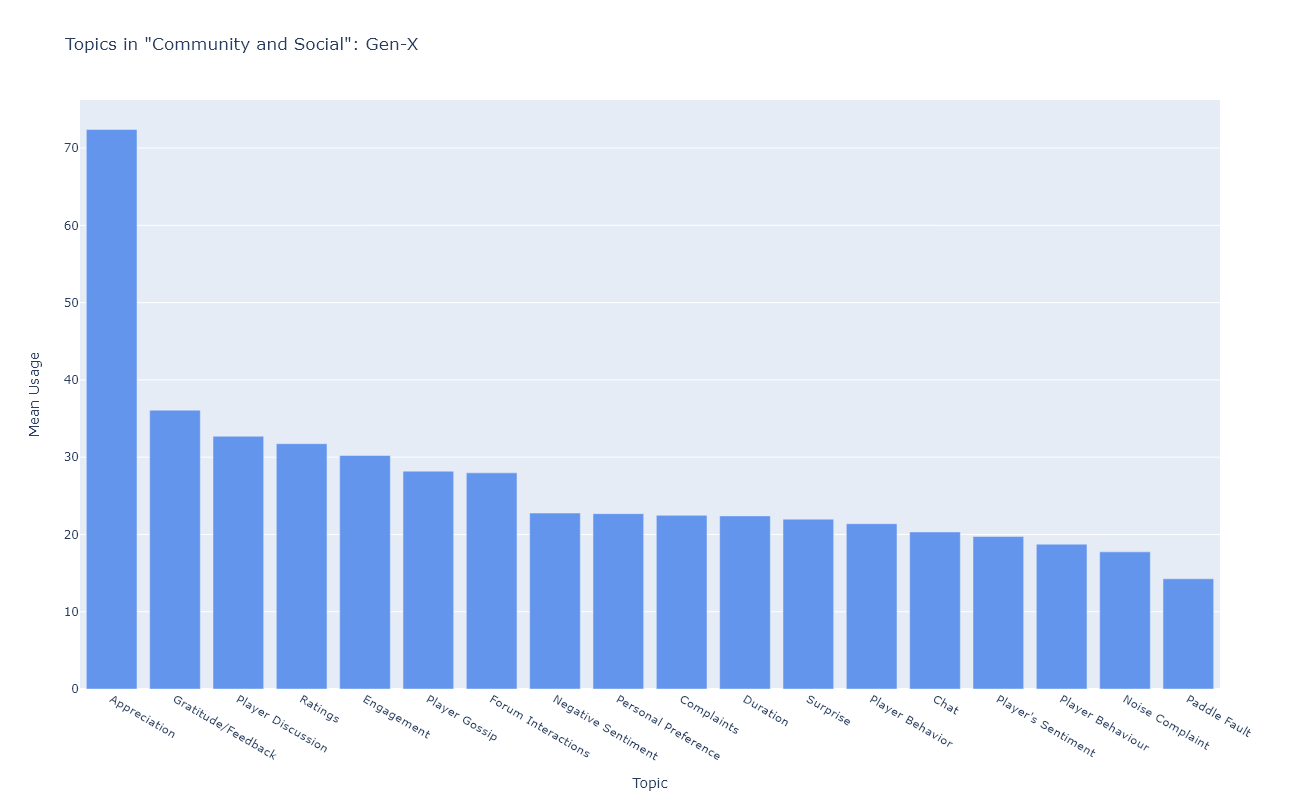 Topics in "Community and Social": Gen-X
Mean Usage
70
60
50
40
30
20
10
0
Appreciation
Gratitude/Feedback
Player Discussion
Ratings
Engagement
Player Gossip
Forum Interactions
Negative Sentiment
Personal Preference
Complaints
Duration
Surprise
Player Behavior
Chat
Player's Sentiment
Player Behaviour
Noise Complaint
Paddle Fault
Topic